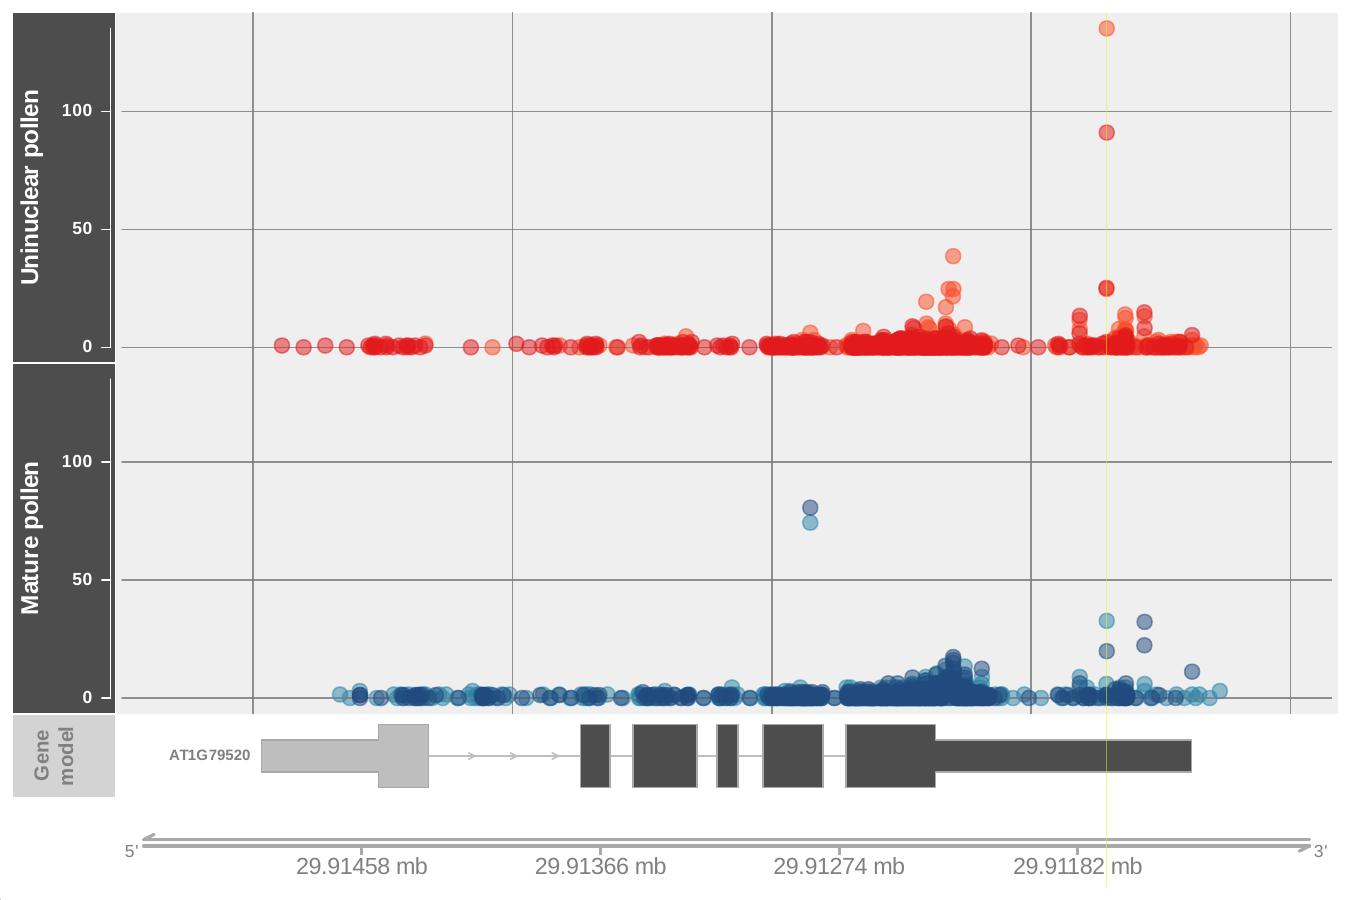 Uninuclear pollen
100
50
0
Mature pollen
100
50
0
Gene
model
AT1G79520
5'
3'
29.91458 mb
29.91366 mb
29.91274 mb
29.91182 mb